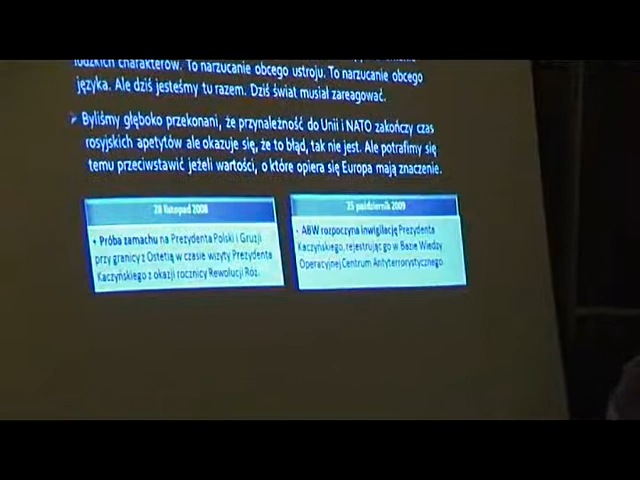 ludzkich charakterów. To narzucanie obcego ustroju. To narzucanie obcego
języka. Ale dziś jesteśmy tu razem. Dziś świat musiał zareagować.
Byliśmy głęboko przekonani, że przynależność do Unii i NATO zakończy czas
rosyjskich apetytów ale okazuje się, że to błąd, tak nie jest. Ale potrafimy się
temu przeciwstawić jeżeli wartości, o które opiera się Europa mają znaczenie.
28 listopad 2008
• Próba zamachu na Prezydenta Polski i Gruzji
przy granicy z Ostetią w czasie wizyty Prezydenta
Kaczyńskiego z okazji rocznicy Rewolucji Róż.
25 październik 2009
• ABW rozpoczyna inwigilację Prezydenta
Kaczyńskiego, rejestrując go w Bazie Wiedzy
Operacyjnej Centrum Antyterrorystycznego.